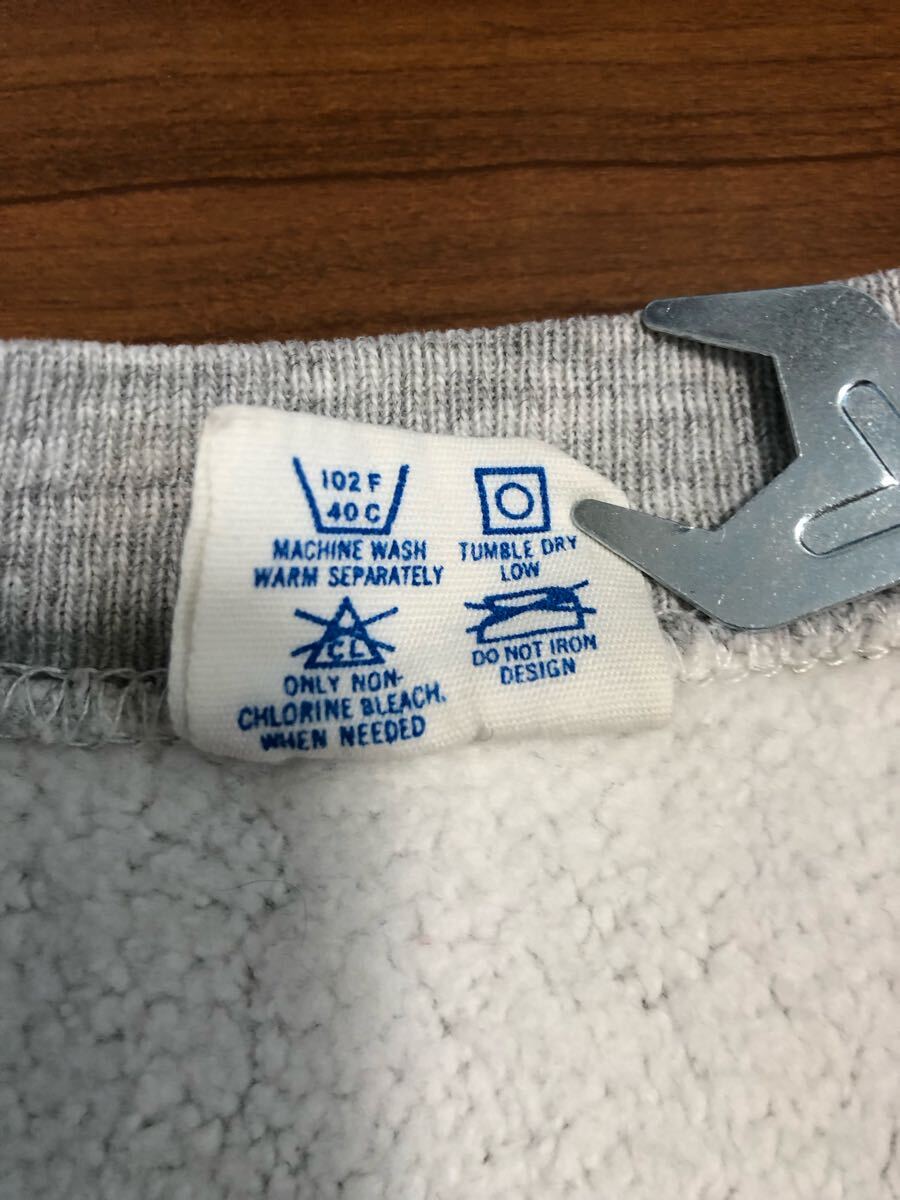 102 F
40 C
MACHINE WASH
WARM SEPARATELY
TUMBLE DRY
LOW
CL
ONLY NON-
CHLORINE BLEACH.
WHEN NEEDED
DO NOT IRON
DESIGN